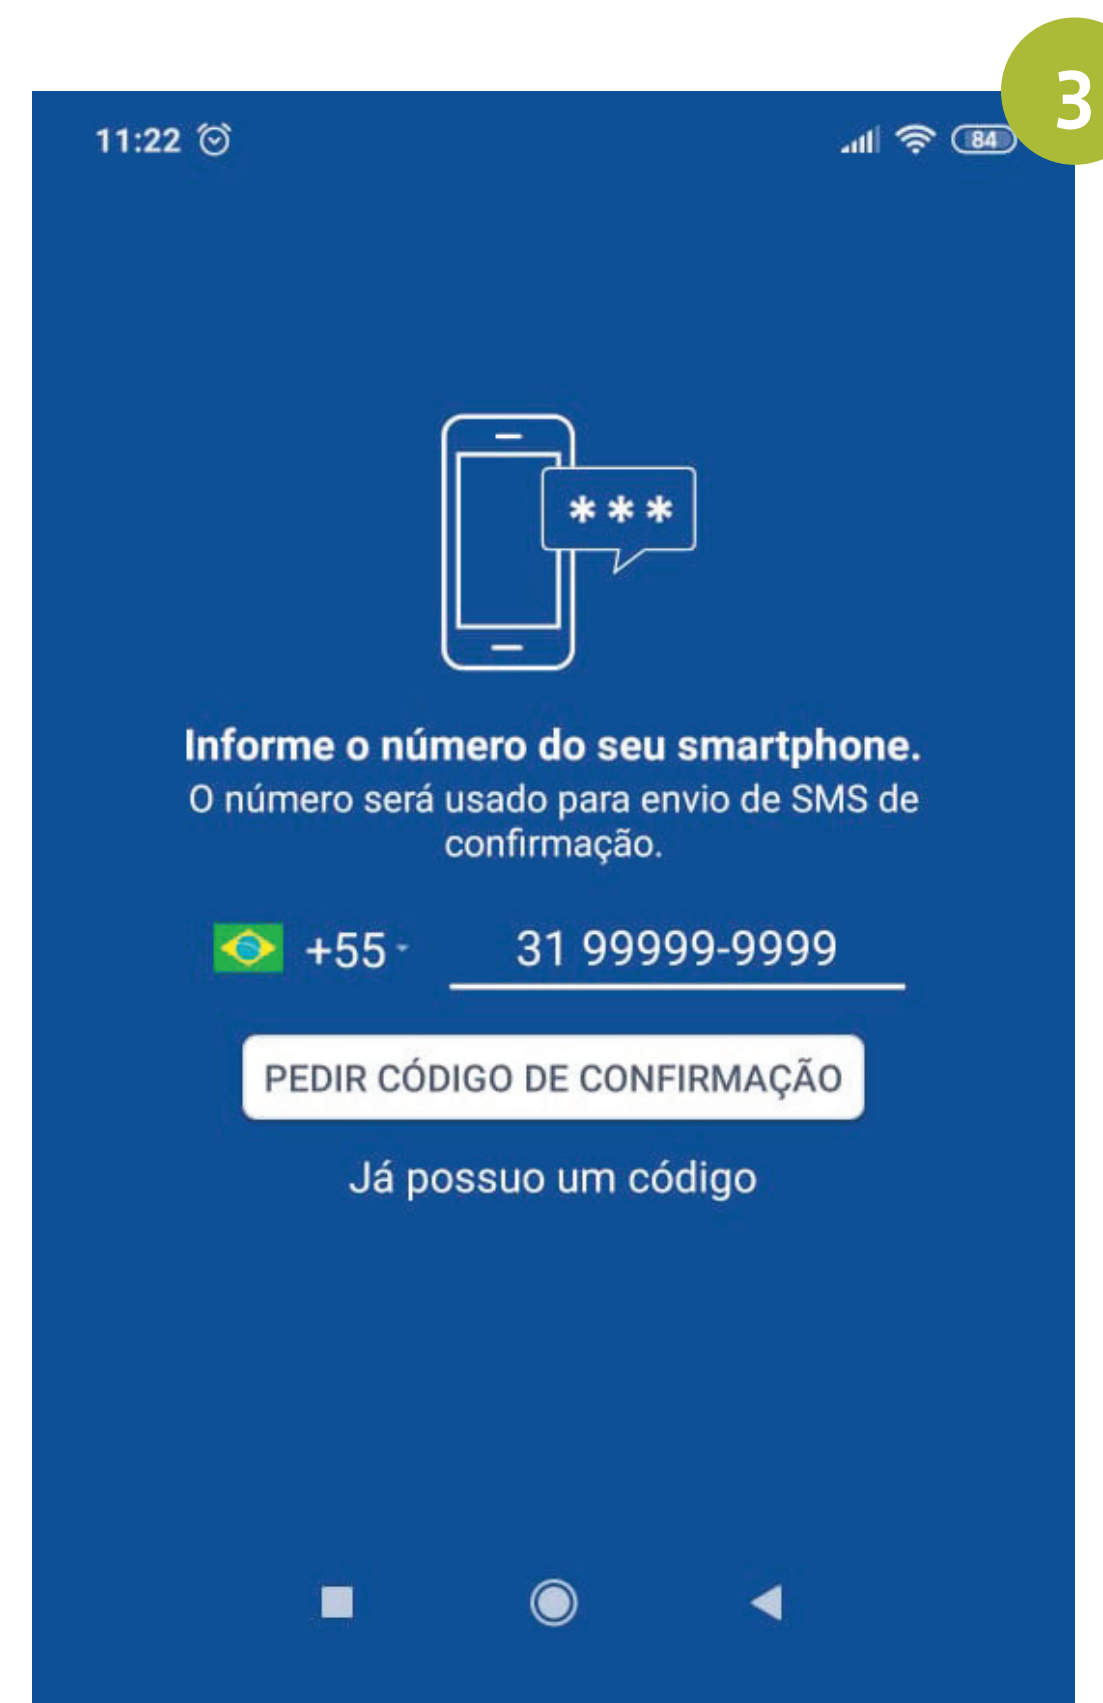 3
11:22 84
***
Informe o número do seu smartphone.
O número será usado para envio de SMS de
confirmação.
+55 31 99999-9999
PEDIR CÓDIGO DE CONFIRMAÇÃO
Já possuo um código